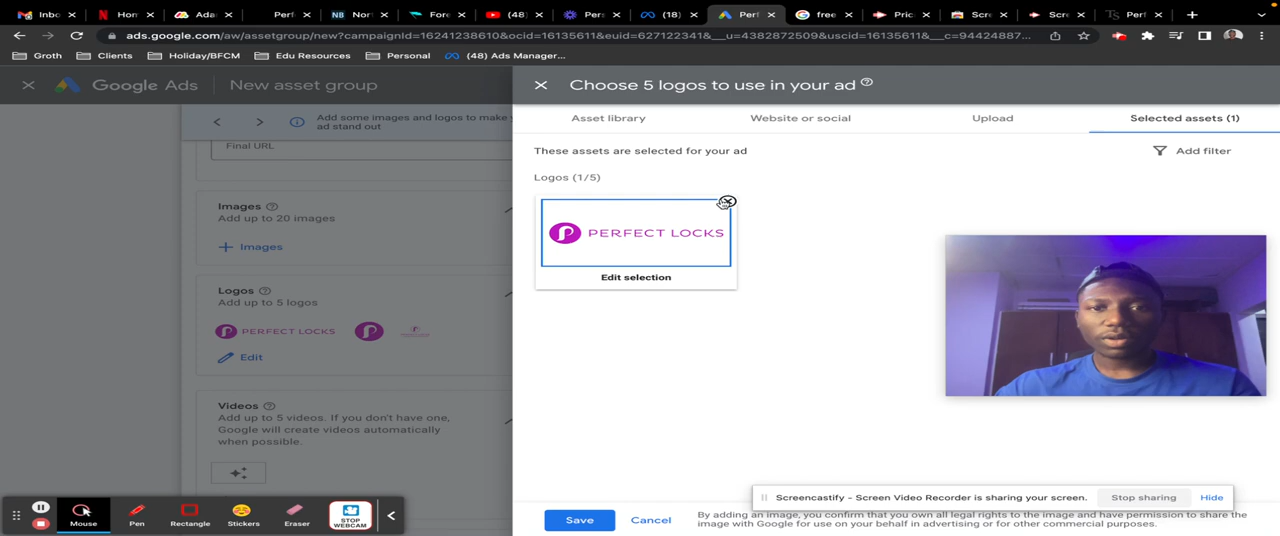 Inbo
Hom
Ada
Perfo
NB Nort
Fore
(48)
Pers
(18)
Perf
free
Pric
Scre
Scre
TS Perf
ads.google.com/aw/assetgroup/new?campaignId=16241238610&ocid=16135611&euid=627122341&__u=4382872509&uscid=16135611&__c=94424887...
Groth
Clients
Holiday/BFCM
Edu Resources
Personal
(48) Ads Manager...
Google Ads
New asset group
Choose 5 logos to use in your ad
Asset library
Website or social
Upload
Selected assets (1)
Add some images and logos to make
ad stand out
Final URL
These assets are selected for your ad
Add filter
Logos (1/5)
PERFECT LOCKS
Edit selection
Images
Add up to 20 images
Images
Logos
Add up to 5 logos
PERFECT LOCKS
Edit
Videos
Add up to 5 videos. If you don't have one,
Google will create videos automatically
when possible.
Mouse
Pen
Rectangle
Stickers
Eraser
STOP
WEBCAM
Screencastify - Screen Video Recorder is sharing your screen.
Stop sharing
Hide
Save
Cancel
By adding an image, you confirm that you own all legal rights to the image and have permission to share the
image with Google for use on your behalf in advertising or for other commercial purposes.